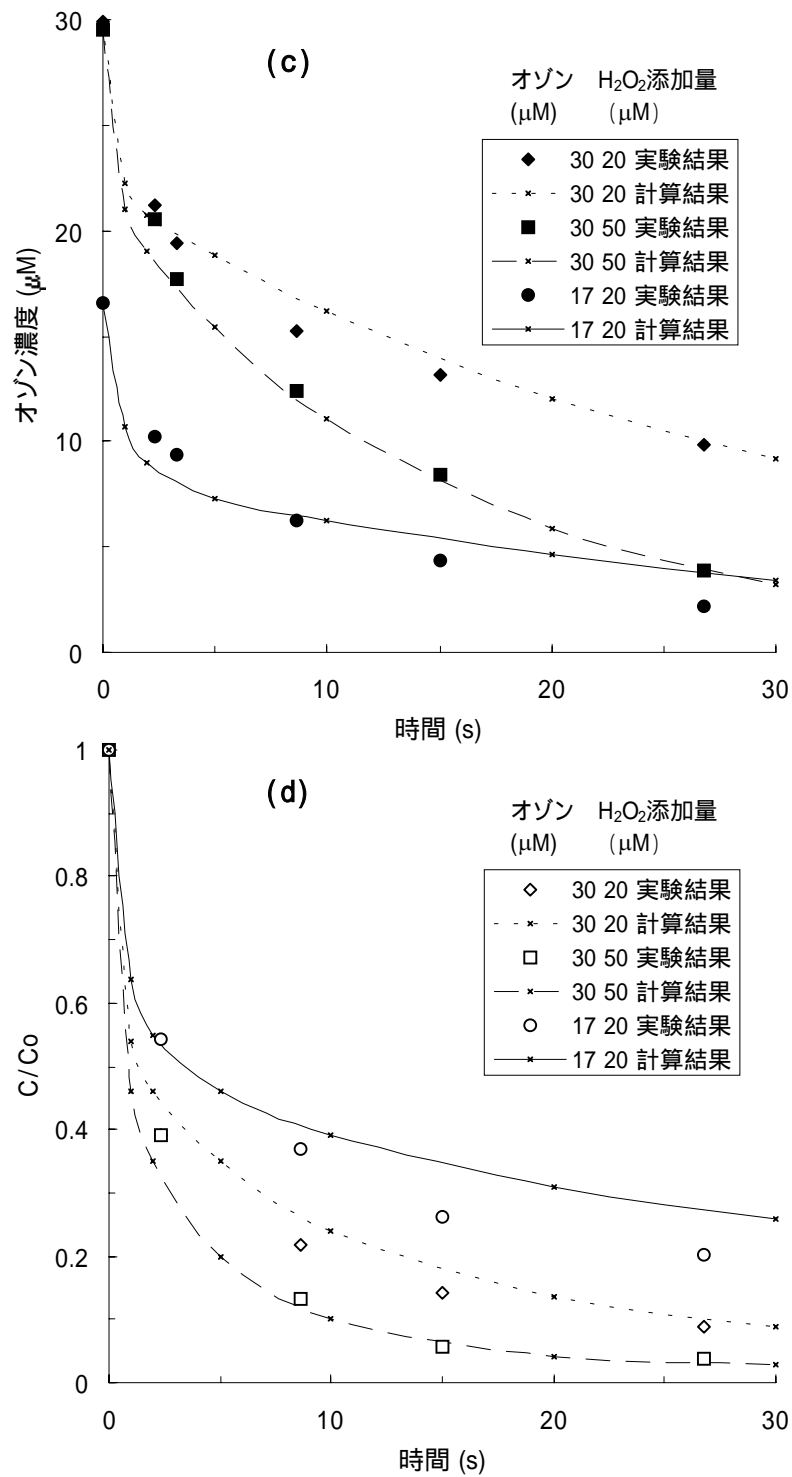 30
(c)
オゾン H₂O₂添加量
(μM) (μM)
30 20 実験結果
30 20 計算結果
20
30 50 実験結果
30 50 計算結果
17 20 実験結果
17 20 計算結果
オゾン濃度 (μM)
10
0
0 10 20 30
時間 (s)
1
(d)
オゾン H₂O₂添加量
(μM) (μM)
0.8
30 20 実験結果
30 20 計算結果
30 50 実験結果
0.6
30 50 計算結果
17 20 実験結果
17 20 計算結果
C/Co
0.4
0.2
0
0 10 20 30
時間 (s)